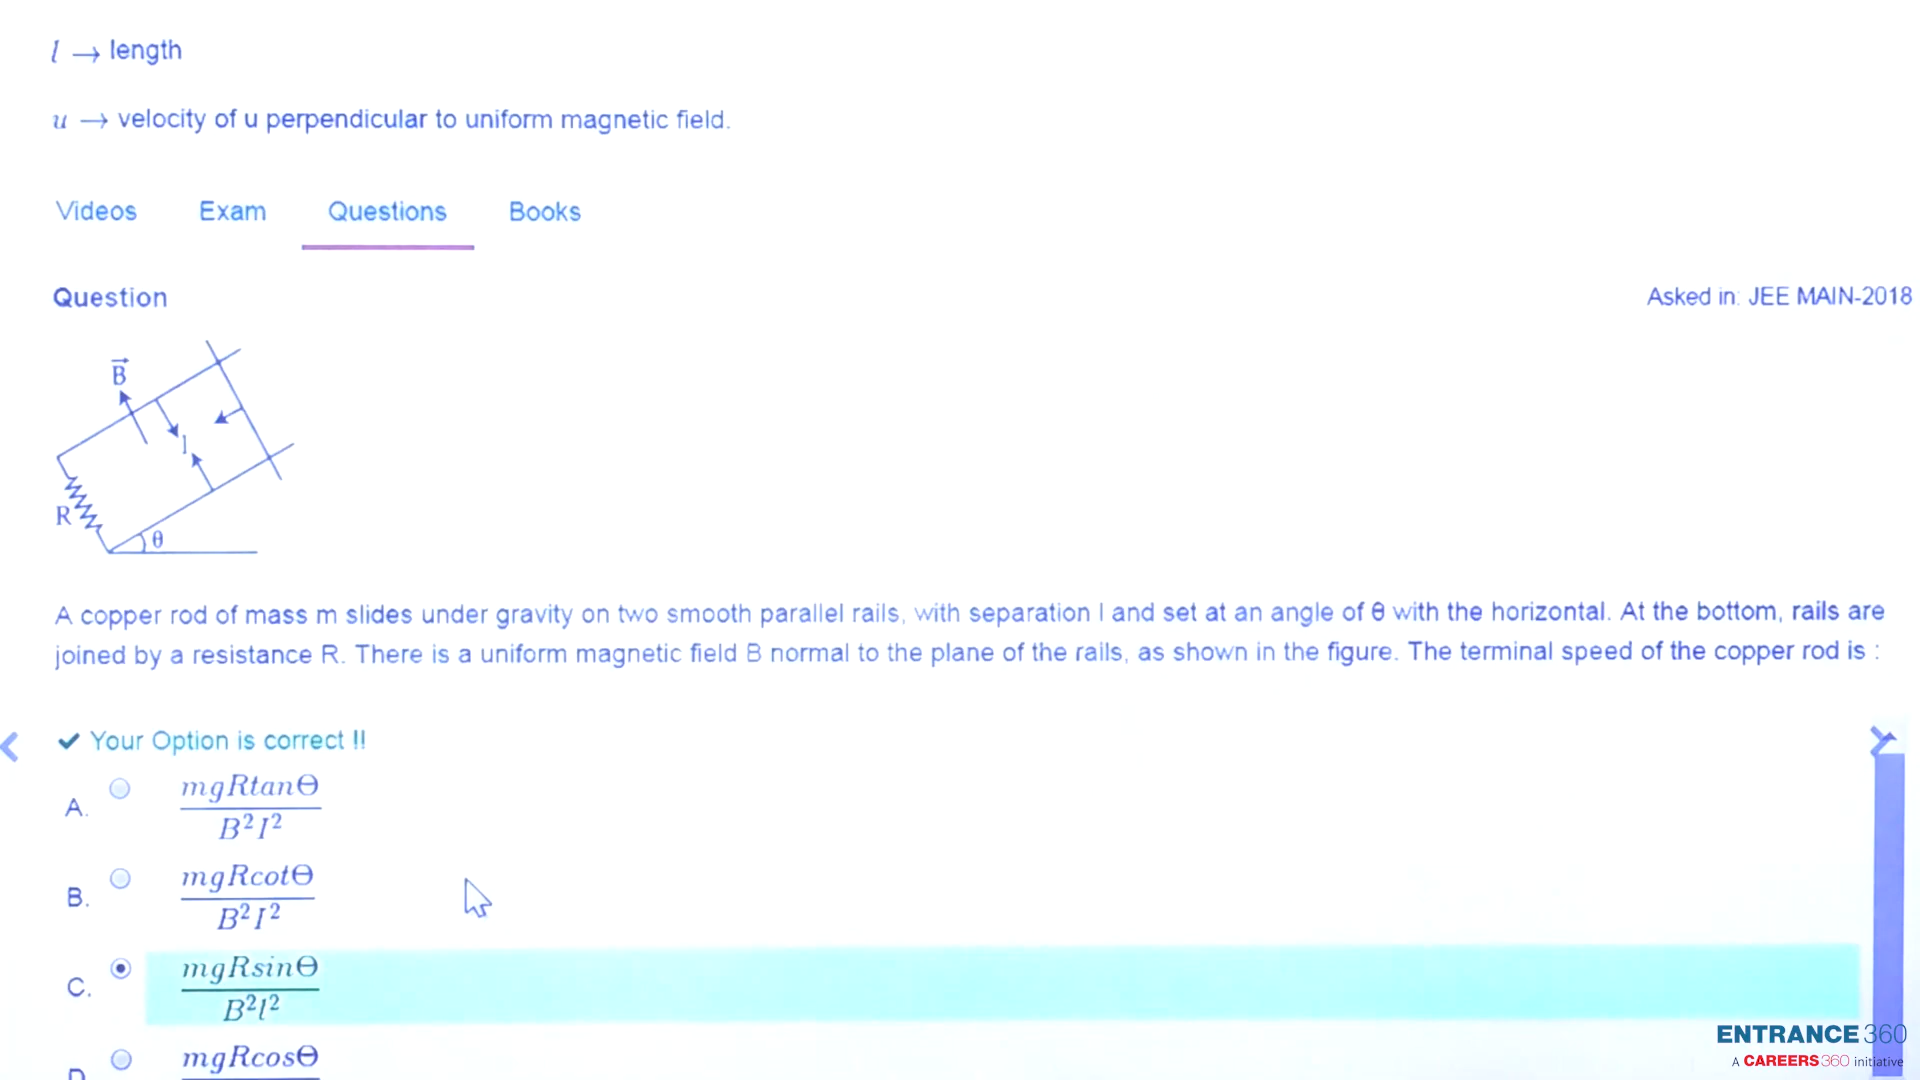 l → length
u → velocity of u perpendicular to uniform magnetic field.
Videos Exam Questions Books
Question
Asked in: JEE MAIN-2018
B
l
R
θ
A copper rod of mass m slides under gravity on two smooth parallel rails, with separation l and set at an angle of θ with the horizontal. At the bottom, rails are
joined by a resistance R. There is a uniform magnetic field B normal to the plane of the rails, as shown in the figure. The terminal speed of the copper rod is :
✔ Your Option is correct !!
A. mgRtanΘ
B²I²
B. mgRcotΘ
B²I²
C. mgRsinΘ
B²l²
D mgRcosΘ
ENTRANCE 360
A CAREERS360 initiative